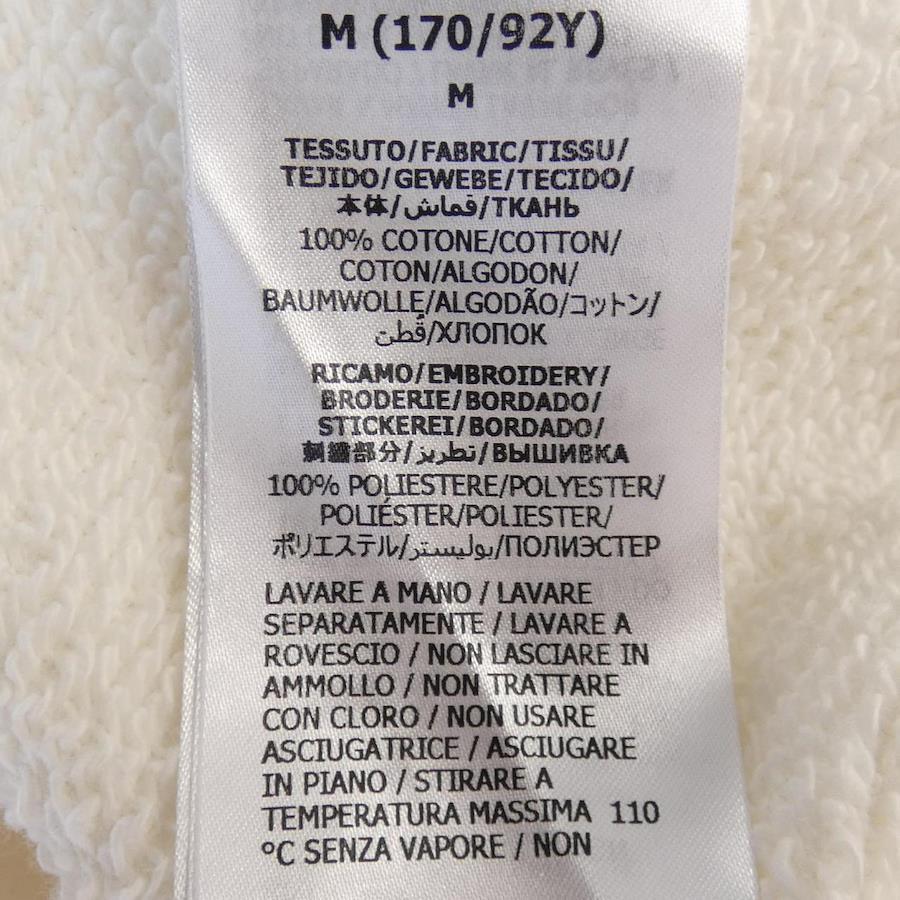 M (170/92Y)
M
TESSUTO/FABRIC/TISSU/
TEJIDO/GEWEBE/TECIDO/
本体/قماش/ТКАНЬ
100% COTONE/COTTON/
COTON/ALGODON/
BAUMWOLLE/ALGODÃO/コットン/
قُطن/ХЛОПОК
RICAMO/EMBROIDERY/
BRODERIE/BORDADO/
STICKEREI/BORDADO/
刺繍部分/تطريز/ВЫШИВКА
100% POLIESTERE/POLYESTER/
POLIÉSTER/POLIESTER/
ポリエステル/بوليستر/ПОЛИЭСТЕР
LAVARE A MANO / LAVARE
SEPARATAMENTE / LAVARE A
ROVESCIO / NON LASCIARE IN
AMMOLLO / NON TRATTARE
CON CLORO / NON USARE
ASCIUGATRICE / ASCIUGARE
IN PIANO / STIRARE A
TEMPERATURA MASSIMA 110
°C SENZA VAPORE / NON